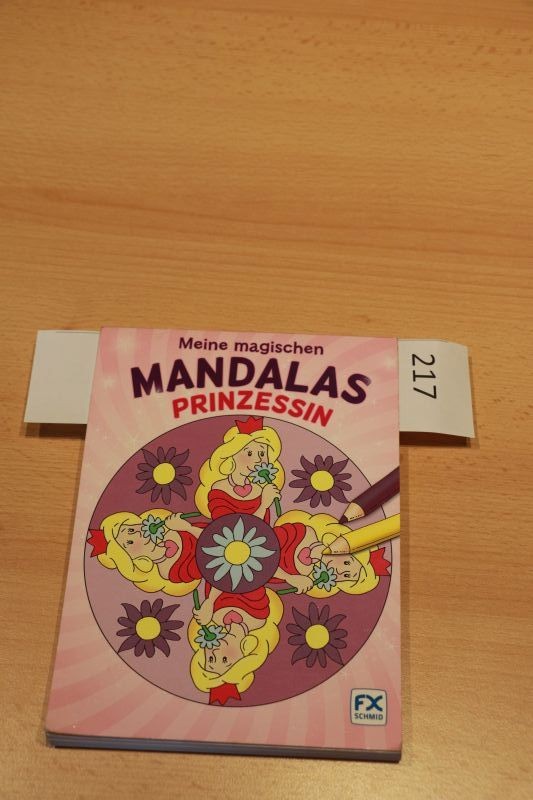 Meine magischen
MANDALAS
PRINZESSIN
217
FX
SCHMID